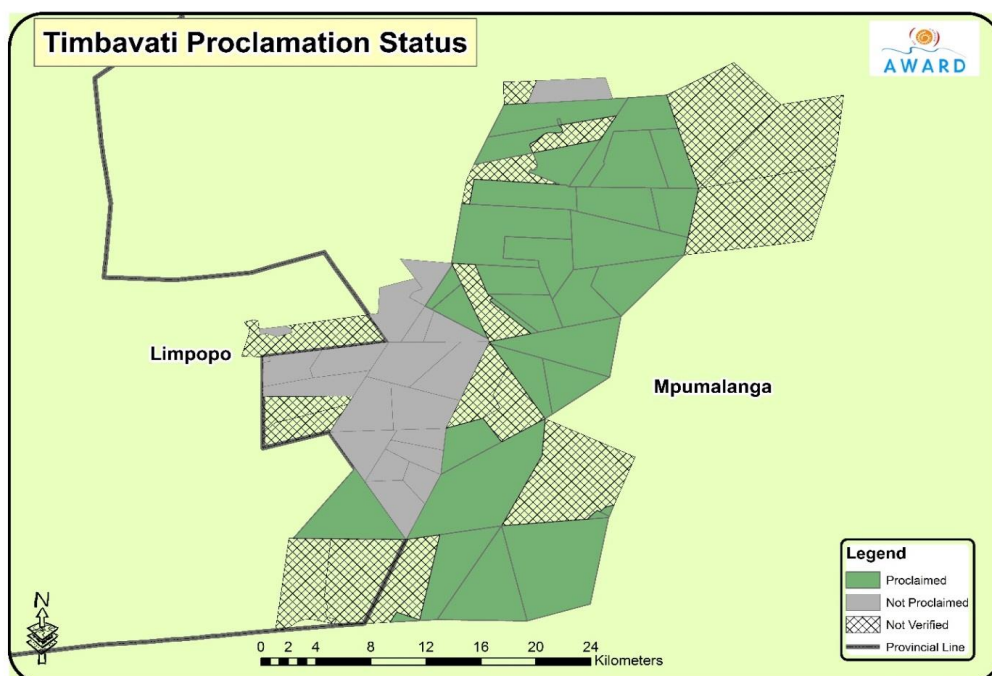 Timbavati Proclamation Status
AWARD
Limpopo
Mpumalanga
Legend
Proclaimed
Not Proclaimed
Not Verified
Provincial Line
N
0 2 4 8 12 16 20 24
Kilometers